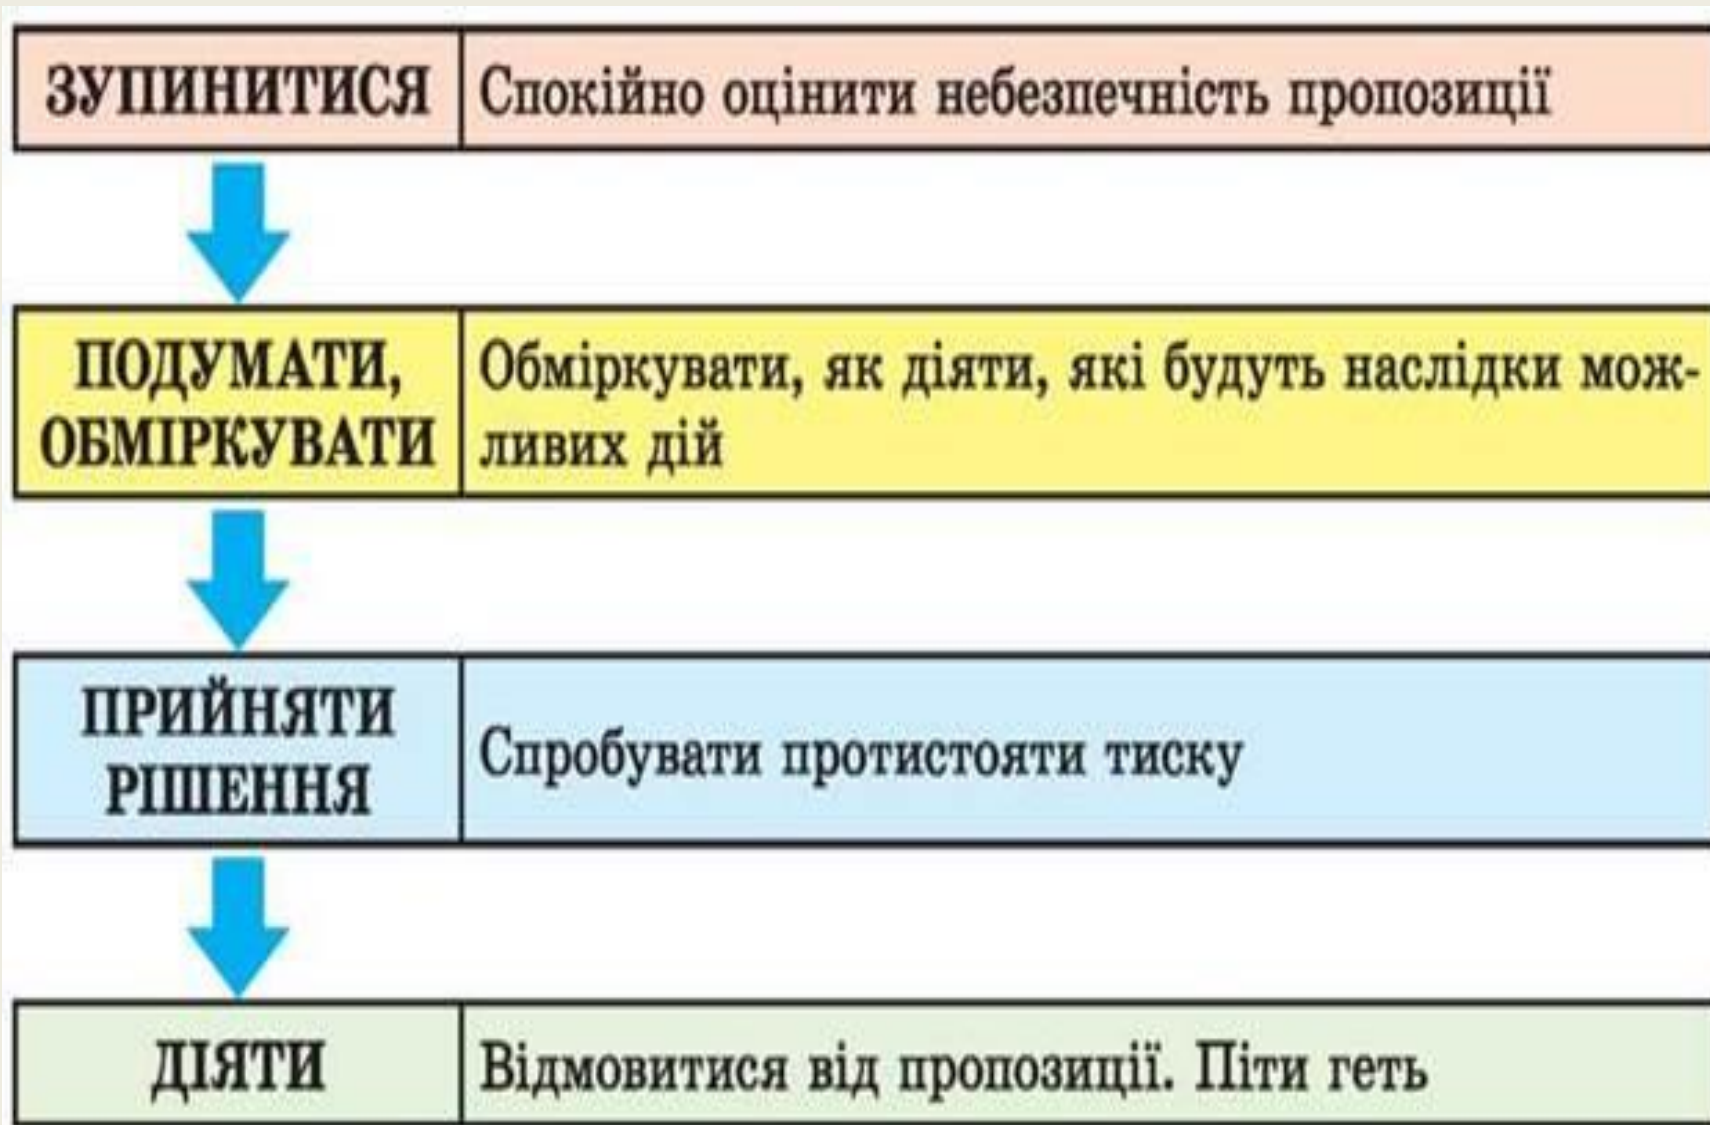 ЗУПИНИТИСЯ
Спокійно оцінити небезпечність пропозиції
ПОДУМАТИ,
ОБМІРКУВАТИ
Обміркувати, як діяти, які будуть наслідки мож-
ливих дій
ПРИЙНЯТИ
РІШЕННЯ
Спробувати протистояти тиску
ДІЯТИ
Відмовитися від пропозиції. Піти геть